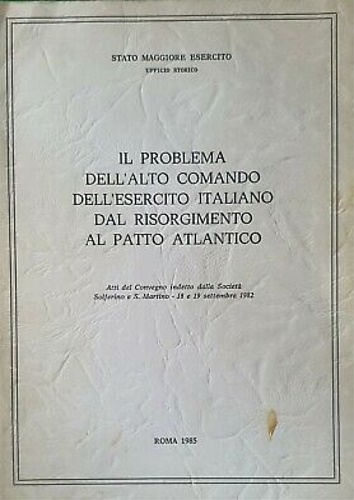 STATO MAGGIORE ESERCITO
UFFICIO STORICO
IL PROBLEMA
DELL'ALTO COMANDO
DELL'ESERCITO ITALIANO
DAL RISORGIMENTO
AL PATTO ATLANTICO
Atti del Convegno indetto dalla Società
Solferino e S. Martino - 18 e 19 settembre 1982
ROMA 1985